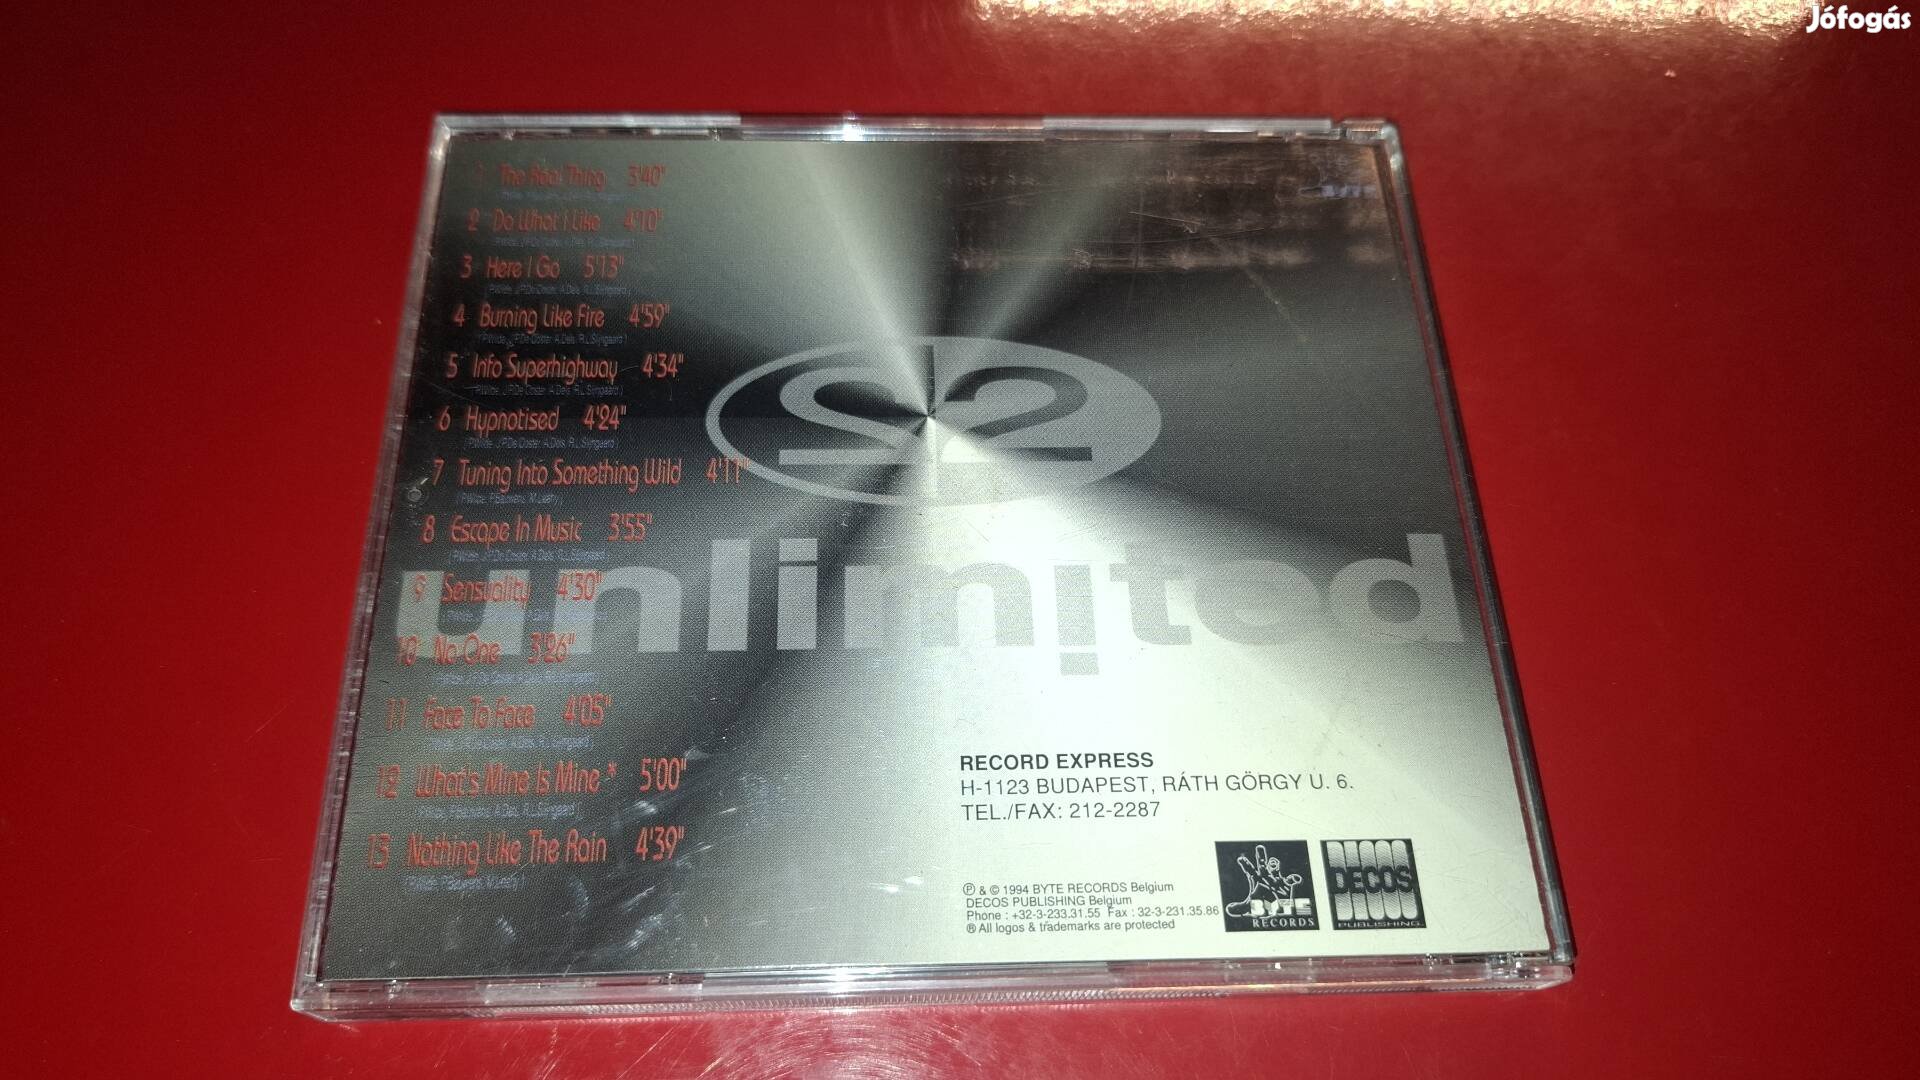 Jófogás
1 The Real Thing 3'40"
2 Do What I Like 4'10"
3 Here I Go 5'13"
4 Burning Like Fire 4'59"
5 Info Superhighway 4'34"
6 Hypnotised 4'24"
7 Tuning Into Something Wild 4'11"
8 Escape In Music 3'55"
9 Sensuality 4'30"
10 No One 3'26"
11 Face To Face 4'05"
12 What's Mine Is Mine * 5'00"
13 Nothing Like The Rain 4'39"
2
unlimited
RECORD EXPRESS
H-1123 BUDAPEST, RÁTH GÖRGY U. 6.
TEL./FAX: 212-2287
℗ & © 1994 BYTE RECORDS Belgium
DECOS PUBLISHING Belgium
Phone : +32-3-233.31.55 Fax : 32-3-231.35.86
® All logos & trademarks are protected
BYTE
RECORDS
DECOS
PUBLISHING